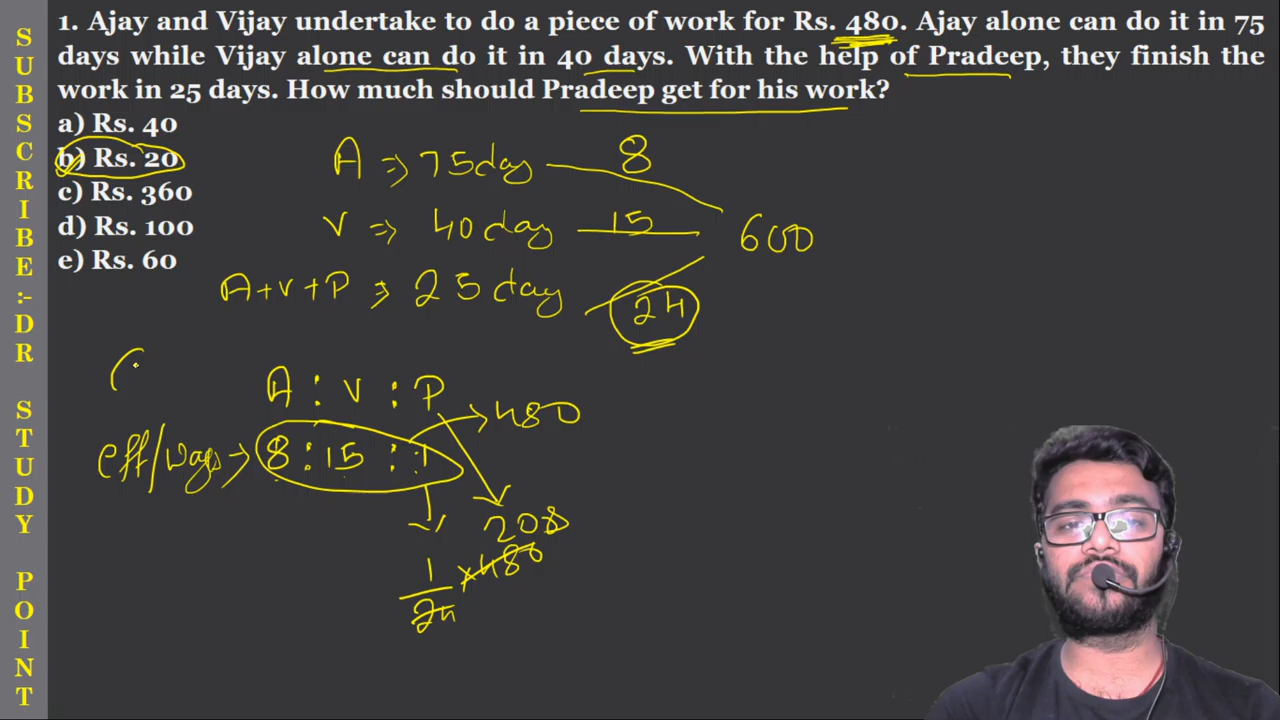 SUBSCRIBE :- DR STUDY POINT
1. Ajay and Vijay undertake to do a piece of work for Rs. 480. Ajay alone can do it in 75
days while Vijay alone can do it in 40 days. With the help of Pradeep, they finish the
work in 25 days. How much should Pradeep get for his work?
a) Rs. 40
b) Rs. 20
c) Rs. 360
d) Rs. 100
e) Rs. 60
A => 75 day 8
V => 40 day 15 600
A+V+P => 25 day 24
A : V : P
480
eff/wages -> 8 : 15 : 1
20
1/24 × 480